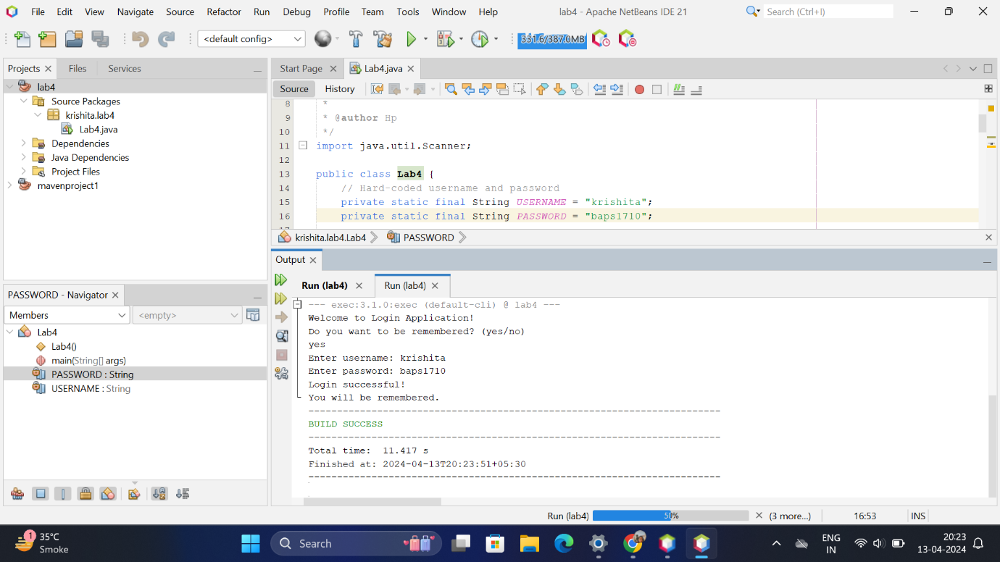 File Edit View Navigate Source Refactor Run Debug Profile Team Tools Window Help lab4 - Apache NetBeans IDE 21 Search (Ctrl+I)
<default config> 331.6/387.0MB
Projects Files Services
lab4
Source Packages
krishita.lab4
Lab4.java
Dependencies
Java Dependencies
Project Files
mavenproject1
Start Page Lab4.java
Source History
8 *
9 * @author Hp
10 */
11 import java.util.Scanner;
12
13 public class Lab4 {
14 // Hard-coded username and password
15 private static final String USERNAME = "krishita";
16 private static final String PASSWORD = "baps1710";
krishita.lab4.Lab4 PASSWORD
PASSWORD - Navigator
Members <empty>
Lab4
Lab4()
main(String[] args)
PASSWORD : String
USERNAME : String
Output
Run (lab4) Run (lab4)
--- exec:3.1.0:exec (default-cli) @ lab4 ---
Welcome to Login Application!
Do you want to be remembered? (yes/no)
yes
Enter username: krishita
Enter password: baps1710
Login successful!
You will be remembered.
------------------------------------------------------------------------
BUILD SUCCESS
------------------------------------------------------------------------
Total time: 11.417 s
Finished at: 2024-04-13T20:23:51+05:30
------------------------------------------------------------------------
Run (lab4) 50% (3 more...) 16:53 INS
1
35°C
Smoke
Search
ENG
IN
20:23
13-04-2024